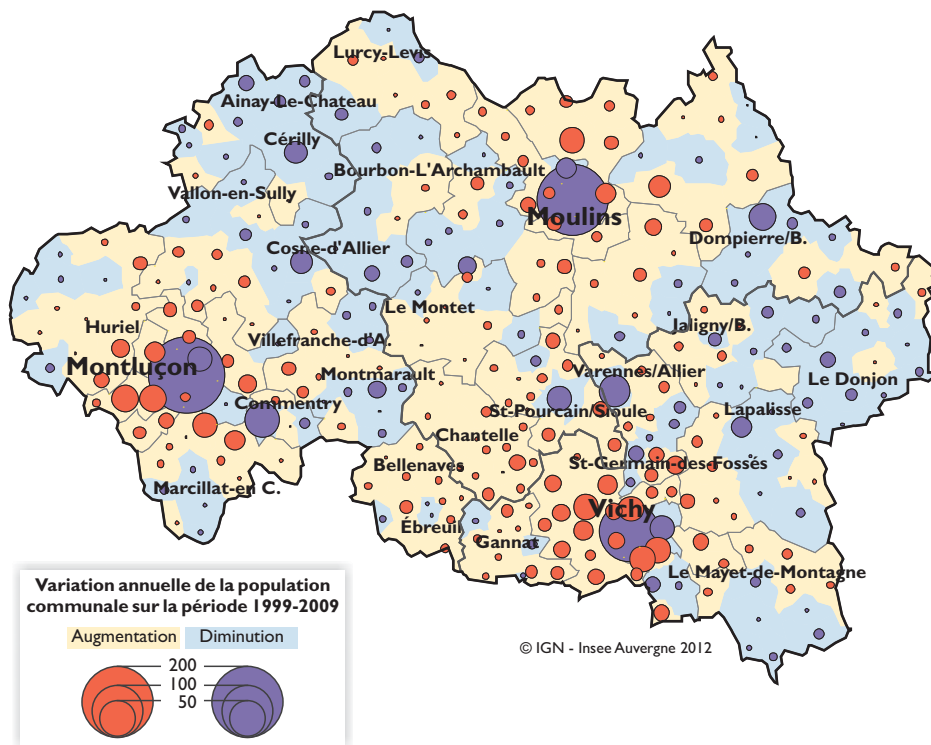 Lurcy-Levis
Ainay-Le-Chateau
Cérilly
Bourbon-L'Archambault
Vallon-en-Sully
Moulins
Dompierre/B.
Cosne-d'Allier
Le Montet
Huriel
Villefranche-d'A.
Jaligny/B.
Montluçon
Montmarault
Varennes/Allier
Le Donjon
Commentry
St-Pourçain/Sioule
Lapalisse
Chantelle
Bellenaves
St-Germain-des-Fossés
Marcillat-en C.
Vichy
Ébreuil
Gannat
Le Mayet-de-Montagne
Variation annuelle de la population
communale sur la période 1999-2009
Augmentation Diminution
200
100
50
© IGN - Insee Auvergne 2012